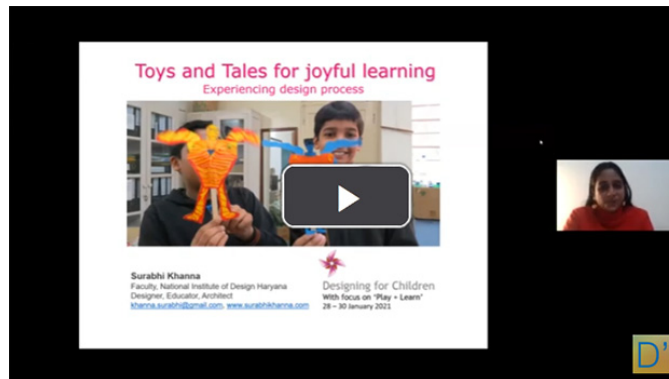 Toys and Tales for joyful learning
Experiencing design process
Surabhi Khanna
Faculty, National Institute of Design Haryana
Designer, Educator, Architect
khanna.surabhi@gmail.com, www.surabhikhanna.com
Designing for Children
With focus on "Play + Learn"
28 – 30 January 2021
D'